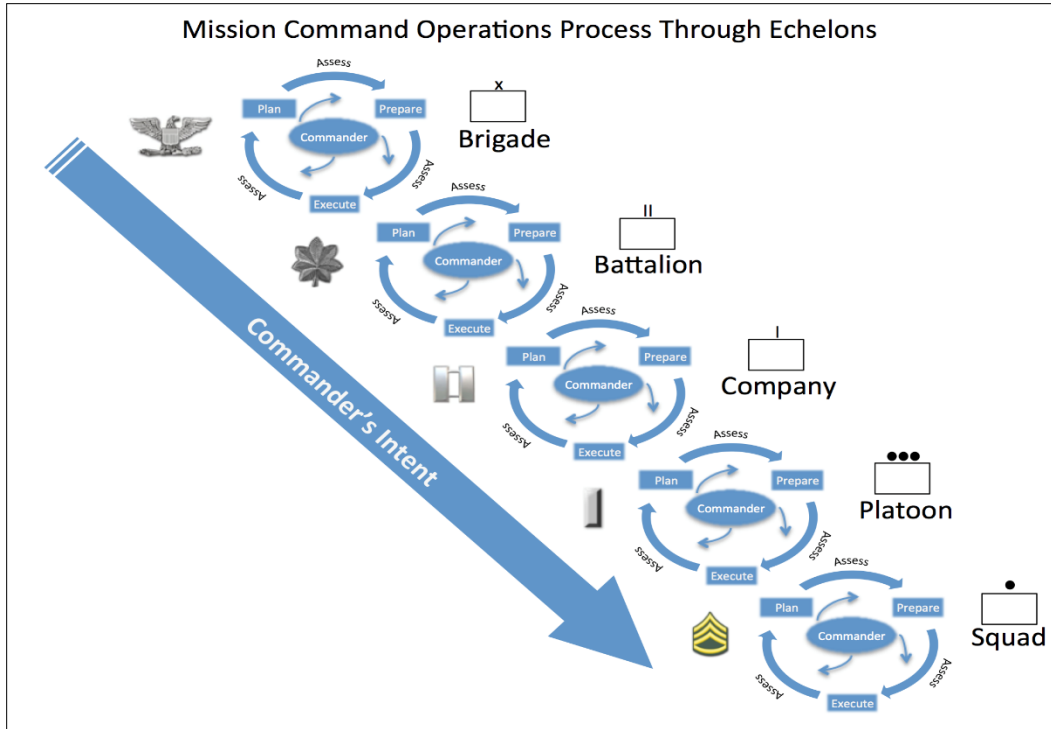 Mission Command Operations Process Through Echelons
Assess
Plan
Prepare
Commander
Assess
Assess
Execute
x
Brigade
Assess
Plan
Prepare
Commander
Assess
Assess
Execute
II
Battalion
Assess
Plan
Prepare
Commander
Assess
Assess
Execute
I
Company
Assess
Plan
Prepare
Commander
Assess
Assess
Execute
Platoon
Assess
Plan
Prepare
Commander
Assess
Assess
Execute
Squad
Commander's Intent